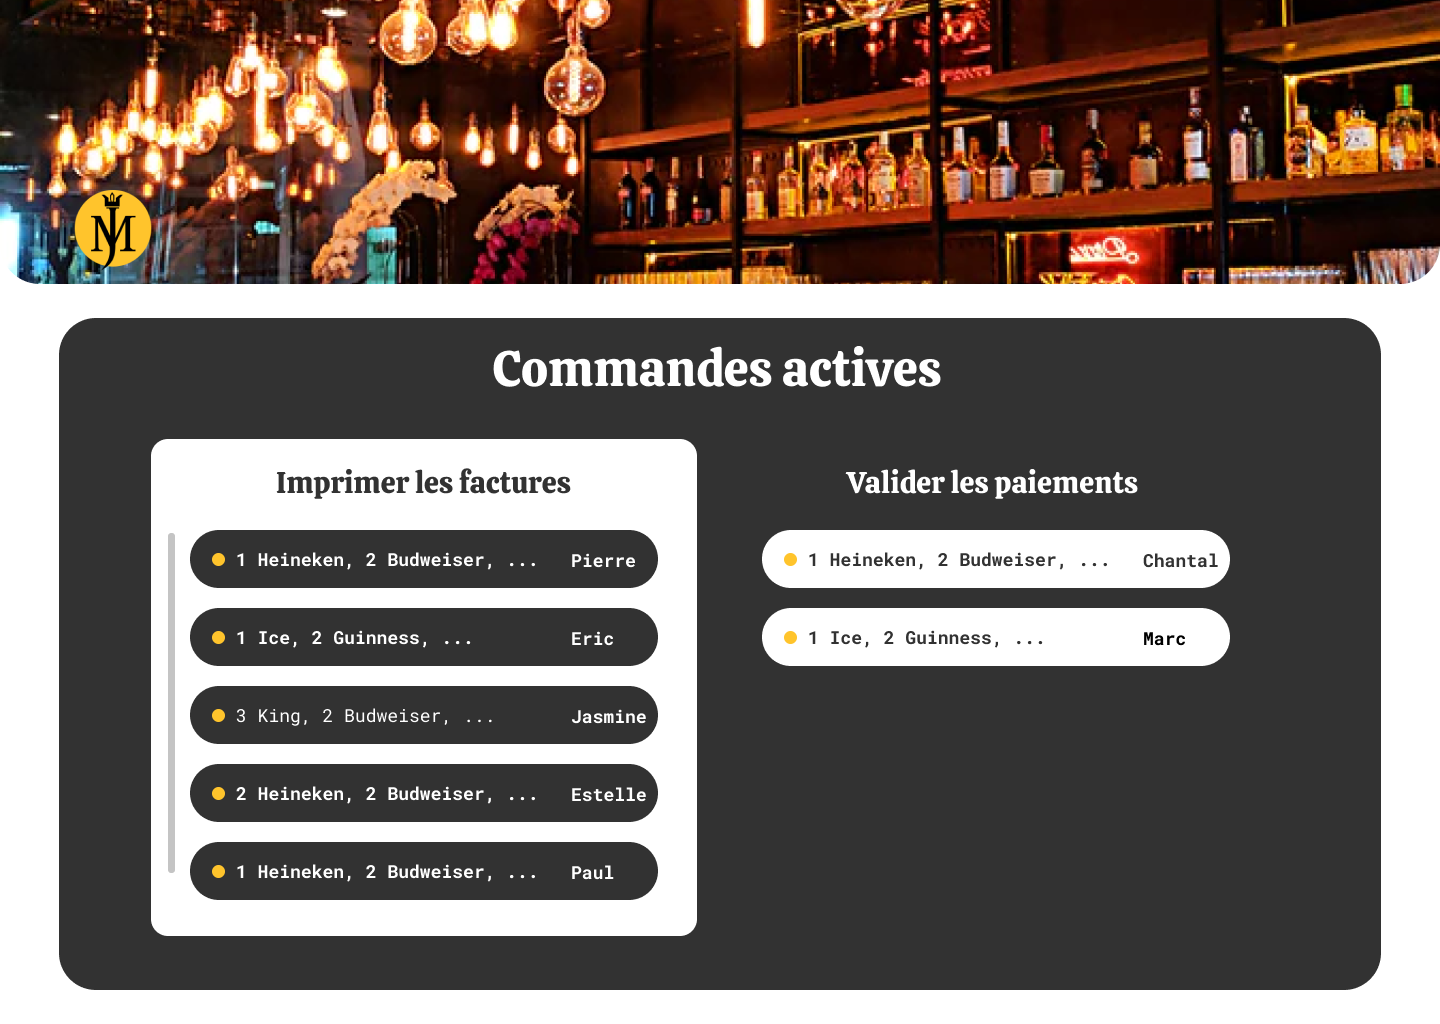 JM
Commandes actives
Imprimer les factures
1 Heineken, 2 Budweiser, ... Pierre
1 Ice, 2 Guinness, ... Eric
3 King, 2 Budweiser, ... Jasmine
2 Heineken, 2 Budweiser, ... Estelle
1 Heineken, 2 Budweiser, ... Paul
Valider les paiements
1 Heineken, 2 Budweiser, ... Chantal
1 Ice, 2 Guinness, ... Marc